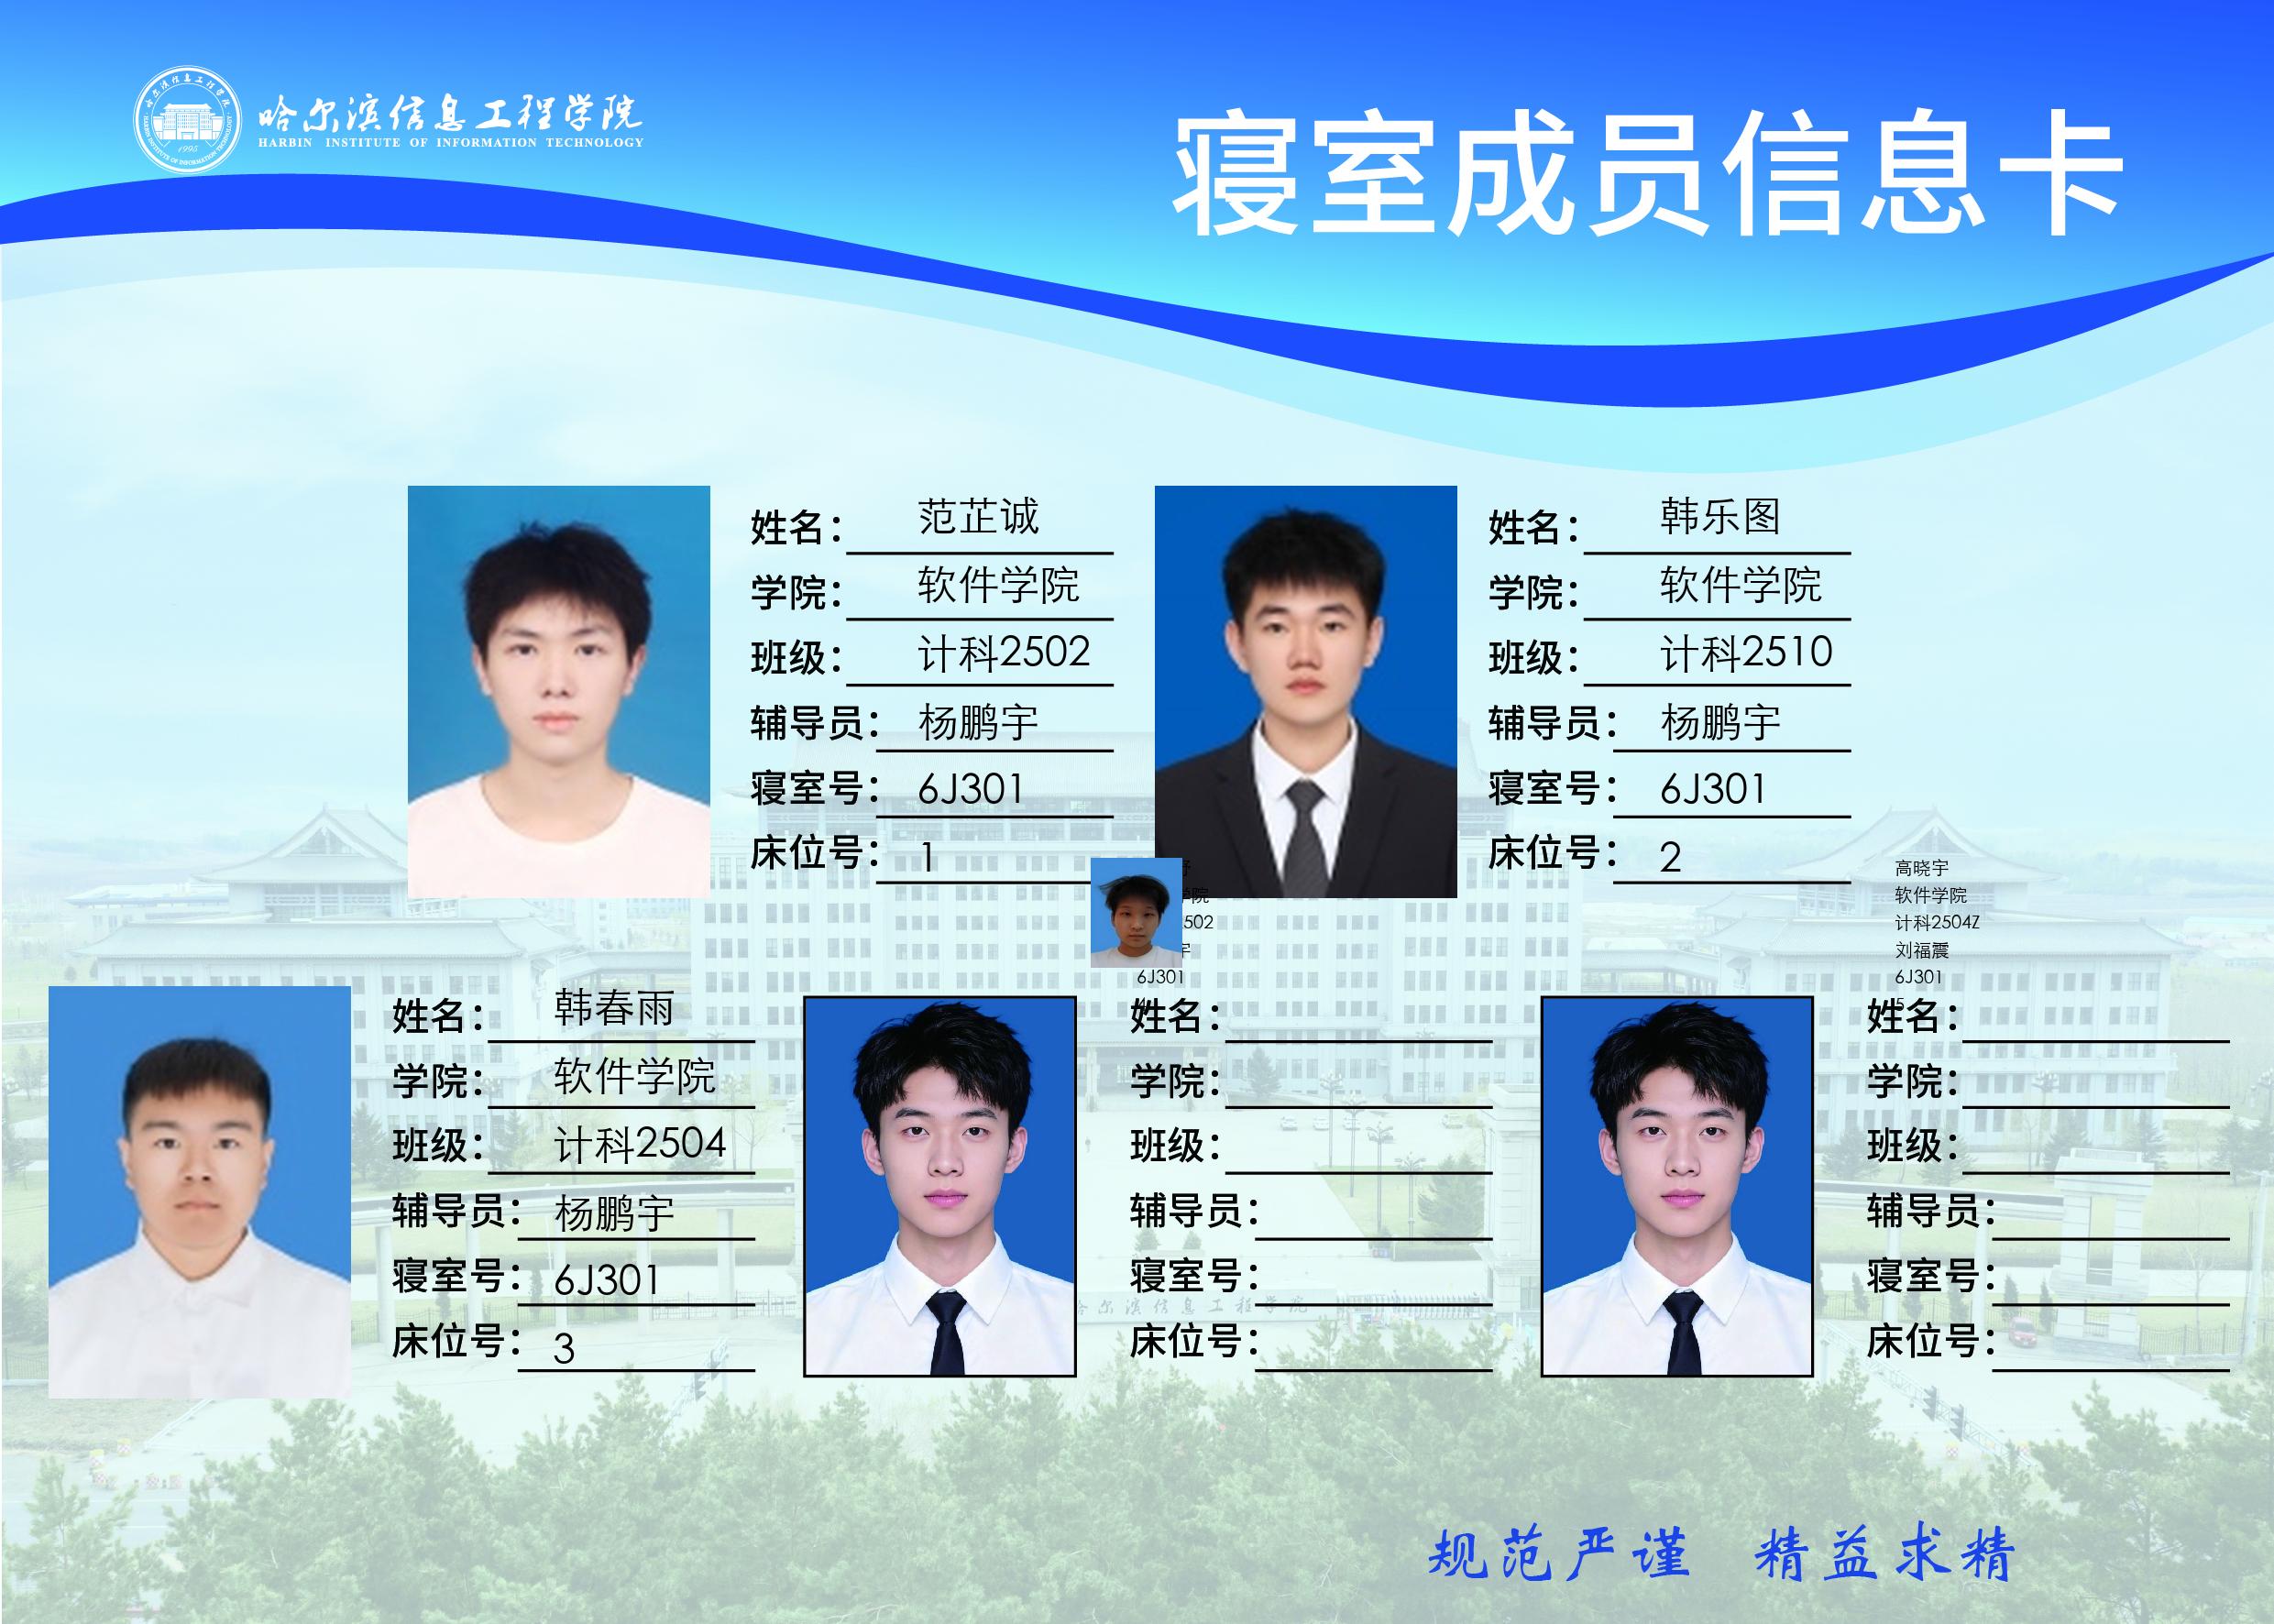 哈尔滨信息工程学院
HARBIN INSTITUTE OF INFORMATION TECHNOLOGY
1995
寝室成员信息卡
姓名： 范芷诚
学院： 软件学院
班级： 计科2502
辅导员： 杨鹏宇
寝室号： 6J301
床位号： 1
姓名： 韩乐图
学院： 软件学院
班级： 计科2510
辅导员： 杨鹏宇
寝室号： 6J301
床位号： 2
学院
502
宇
6J301
高晓宇
软件学院
计科2504Z
刘福震
6J301
5
姓名： 韩春雨
学院： 软件学院
班级： 计科2504
辅导员： 杨鹏宇
寝室号： 6J301
床位号： 3
姓名：
学院：
班级：
辅导员：
寝室号：
床位号：
姓名：
学院：
班级：
辅导员：
寝室号：
床位号：
哈尔滨信息工程学院
规范严谨 精益求精